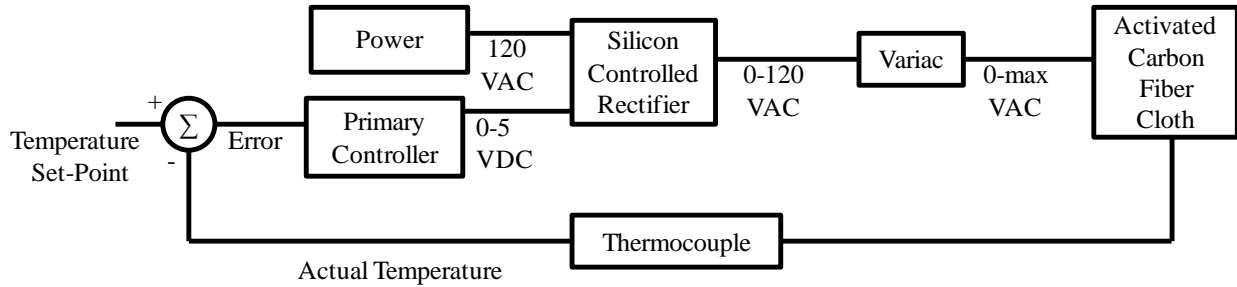 Power
120
VAC
Silicon
Controlled
Rectifier
0-120
VAC
Variac
0-max
VAC
Activated
Carbon
Fiber
Cloth
+
∑
-
Temperature
Set-Point
Error
Primary
Controller
0-5
VDC
Thermocouple
Actual Temperature